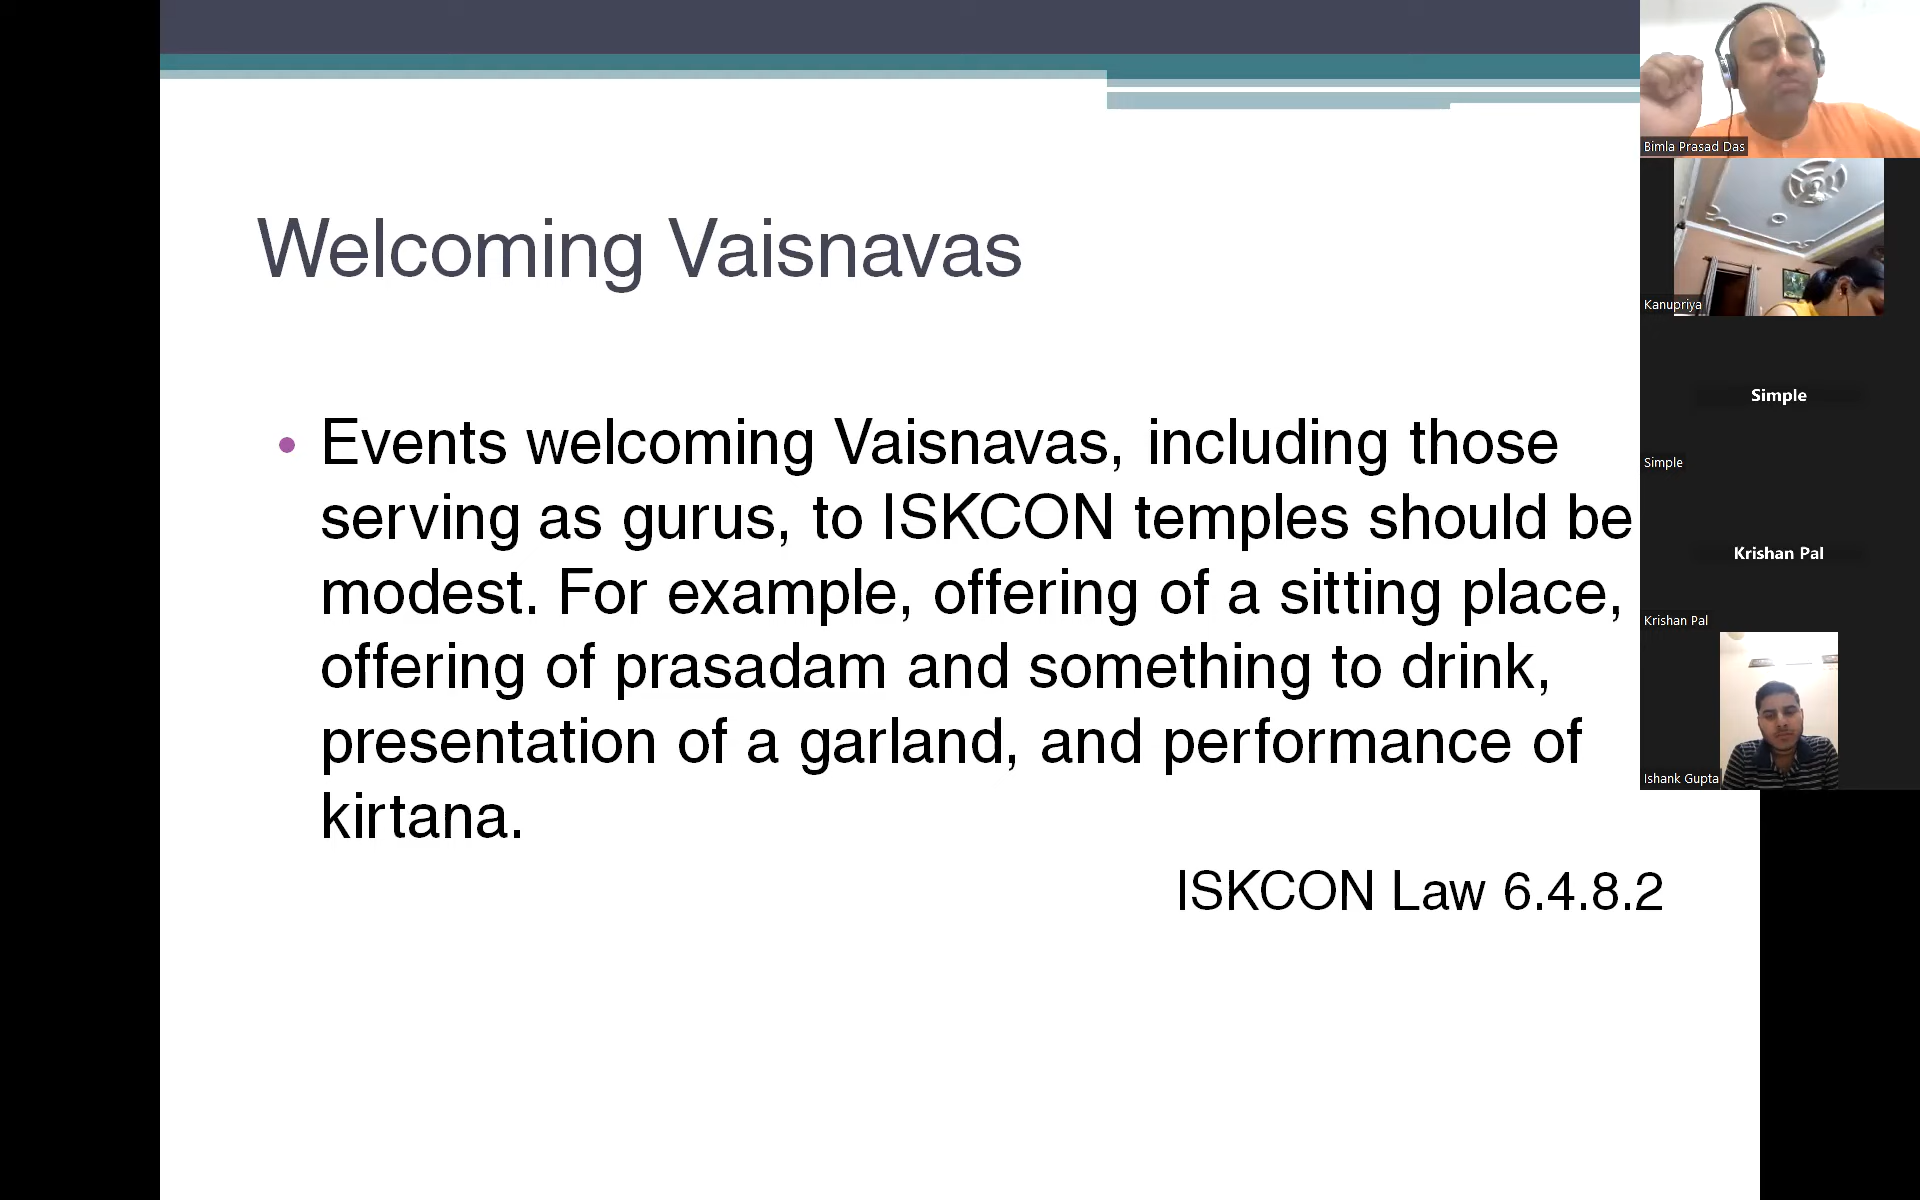 Welcoming Vaisnavas
• Events welcoming Vaisnavas, including those
serving as gurus, to ISKCON temples should be
modest. For example, offering of a sitting place,
offering of prasadam and something to drink,
presentation of a garland, and performance of
kirtana.
ISKCON Law 6.4.8.2
Bimla Prasad Das
Kanupriya
Simple
Simple
Krishan Pal
Krishan Pal
Ishank Gupta